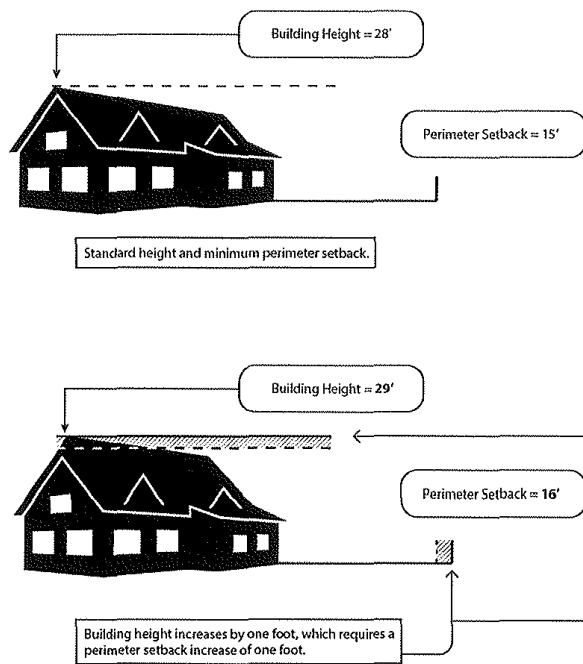 Building Height = 28'
Perimeter Setback = 15'
Standard height and minimum perimeter setback.
Building Height = 29'
Perimeter Setback = 16'
Building height increases by one foot, which requires a
perimeter setback increase of one foot.